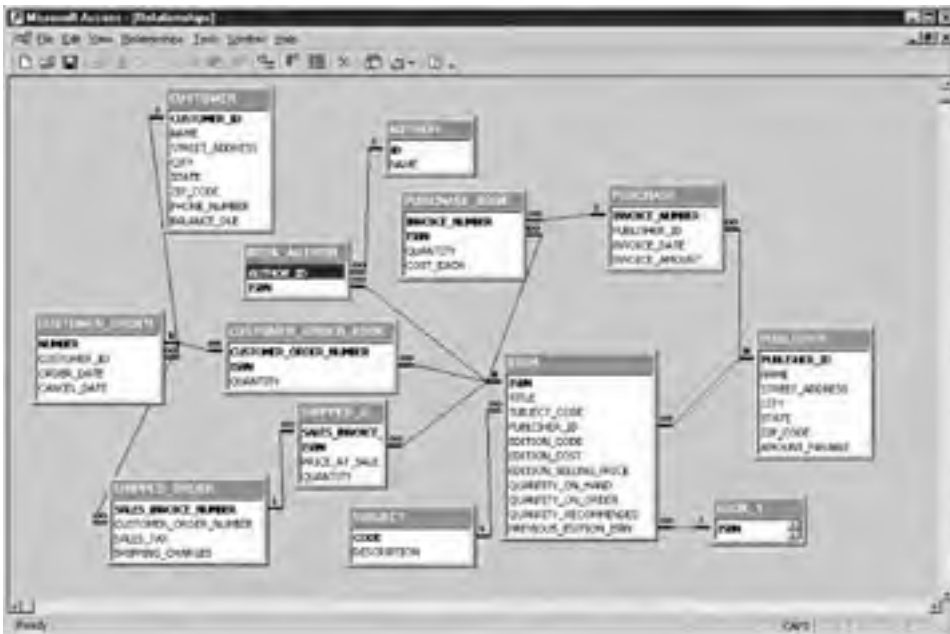 Microsoft Access - [Relationships]
File Edit View Relationships Tools Window Help
CUSTOMER
CUSTOMER_ID
NAME
STREET_ADDRESS
CITY
STATE
ZIP_CODE
PHONE_NUMBER
BALANCE_DUE
AUTHOR
ID
NAME
PURCHASE_BOOK
INVOICE_NUMBER
ISBN
QUANTITY
COST_EACH
PURCHASE
INVOICE_NUMBER
PUBLISHER_ID
INVOICE_DATE
INVOICE_AMOUNT
BOOK_AUTHOR
AUTHOR_ID
ISBN
CUSTOMER_ORDER
NUMBER
CUSTOMER_ID
ORDER_DATE
CANCEL_DATE
CUSTOMER_ORDER_BOOK
CUSTOMER_ORDER_NUMBER
ISBN
QUANTITY
BOOK
ISBN
TITLE
SUBJECT_CODE
PUBLISHER_ID
EDITION_CODE
EDITION_COST
EDITION_SELLING_PRICE
QUANTITY_ON_HAND
QUANTITY_ON_ORDER
QUANTITY_RECOMMENDED
PREVIOUS_EDITION_ISBN
PUBLISHER
PUBLISHER_ID
NAME
STREET_ADDRESS
CITY
STATE
ZIP_CODE
AMOUNT_PAYABLE
SALES_INVOICE_
ISBN
PRICE_AT_SALE
QUANTITY
SHIPPED_ORDER
SALES_INVOICE_NUMBER
CUSTOMER_ORDER_NUMBER
SALES_TAX
SHIPPING_CHARGES
SUBJECT
CODE
DESCRIPTION
BOOK_1
ISBN
Ready
CAPS